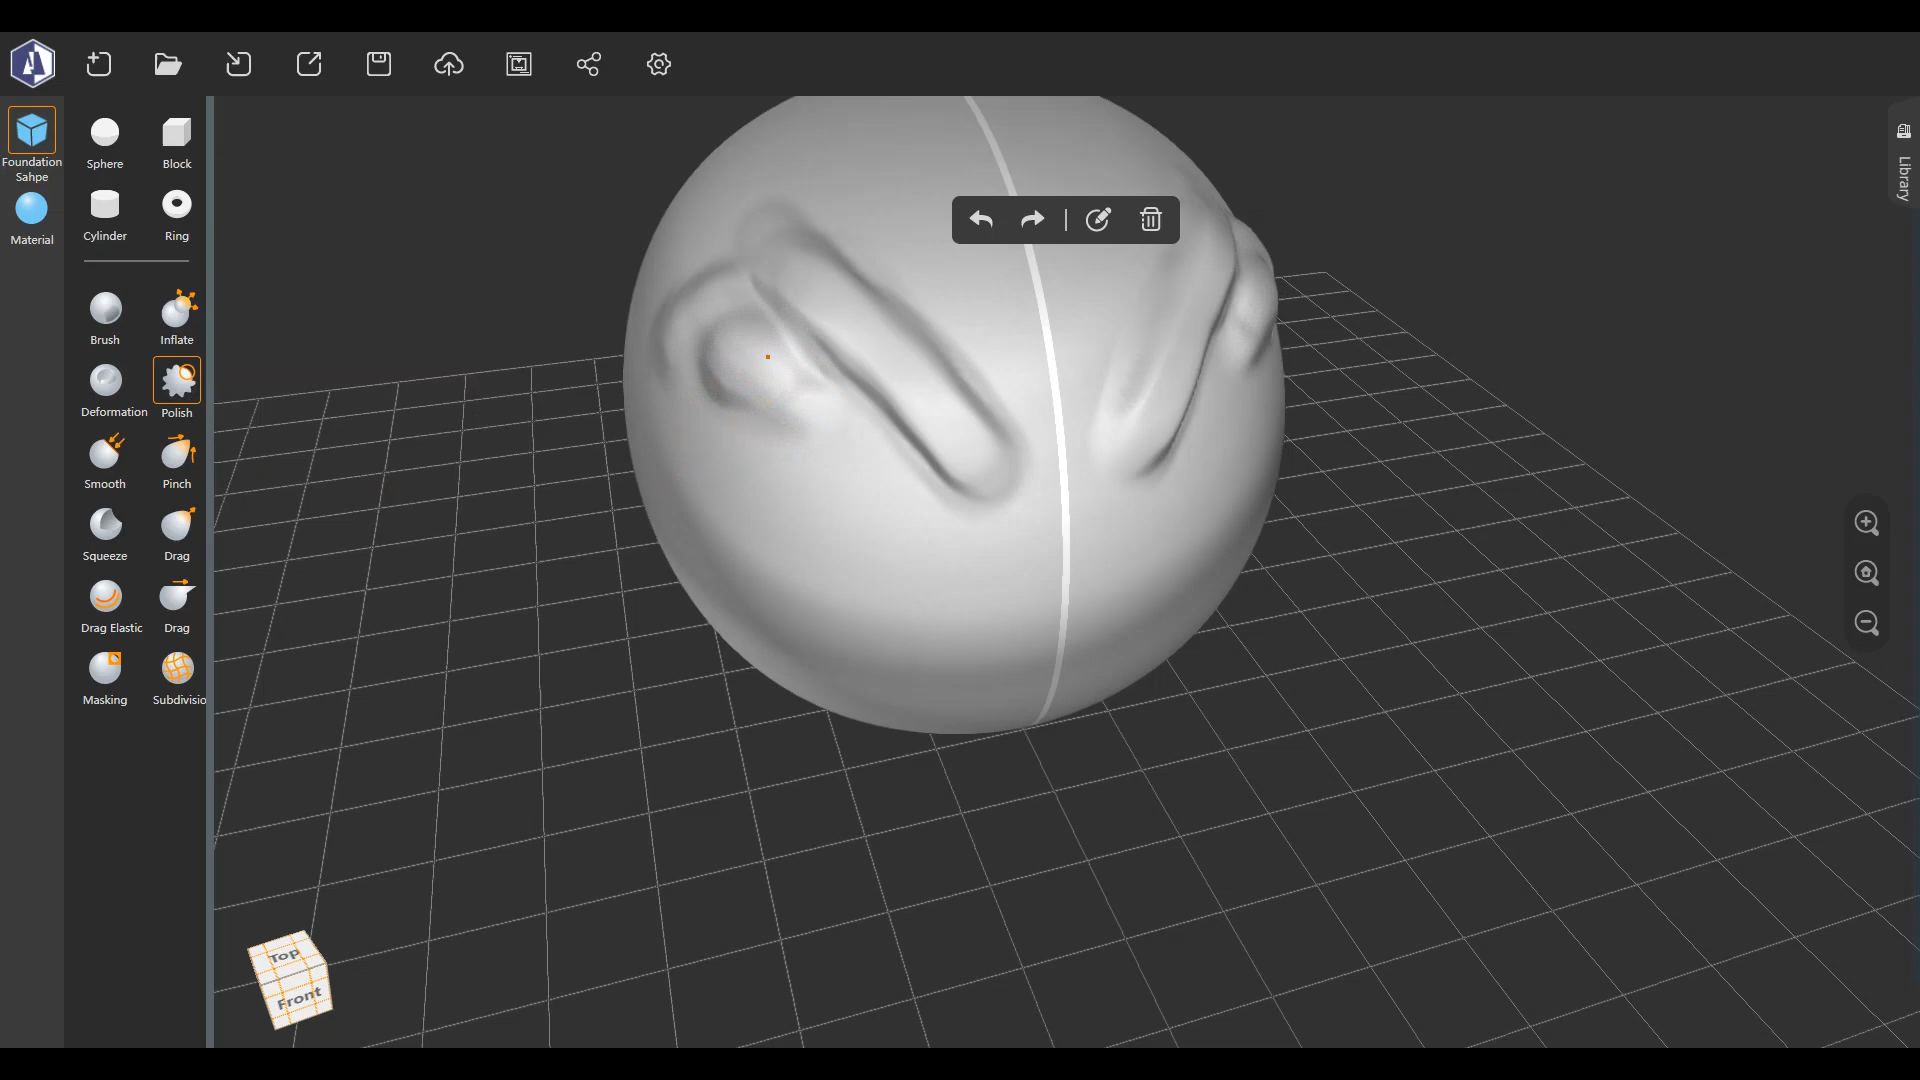 Library
Foundation
Sahpe
Material
Sphere
Block
Cylinder
Ring
Brush
Inflate
Deformation
Polish
Smooth
Pinch
Squeeze
Drag
Drag Elastic
Drag
Masking
Subdivisio
Top
Front